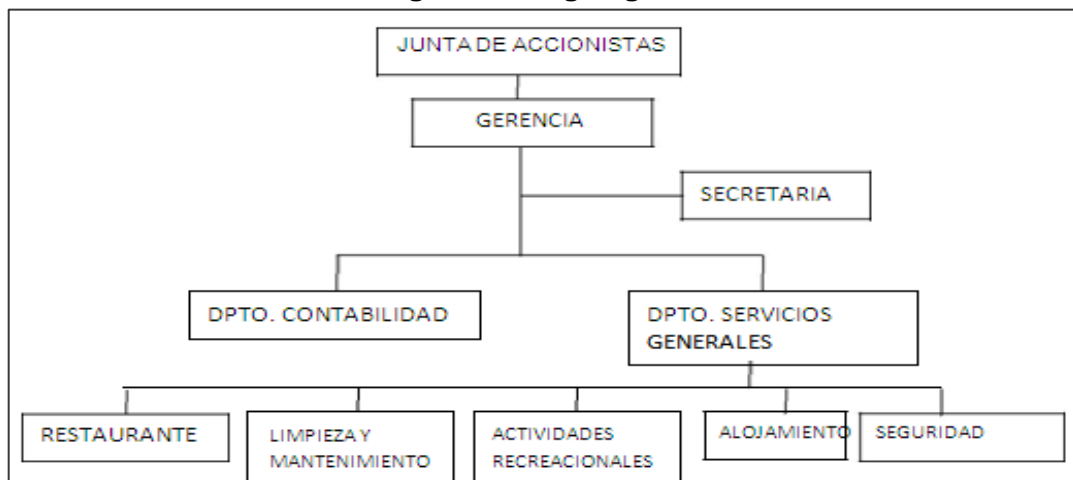 JUNTA DE ACCIONISTAS
GERENCIA
SECRETARIA
DPTO. CONTABILIDAD
DPTO. SERVICIOS
GENERALES
RESTAURANTE
LIMPIEZA Y
MANTENIMIENTO
ACTIVIDADES
RECREACIONALES
ALOJAMIENTO
SEGURIDAD